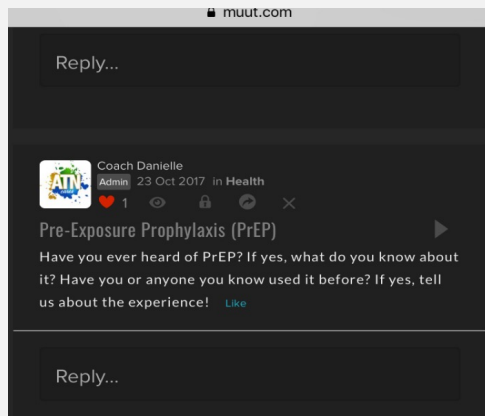 muut.com
Reply...
Coach Danielle
ATN
Admin 23 Oct 2017 in Health
1
Pre-Exposure Prophylaxis (PrEP)
Have you ever heard of PrEP? If yes, what do you know about
it? Have you or anyone you know used it before? If yes, tell
us about the experience! Like
Reply...